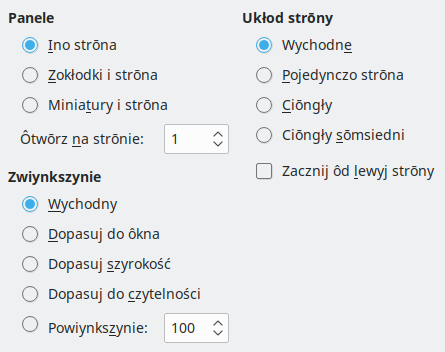 Panele
Ino strōna
Zokłodki i strōna
Miniatury i strōna
Ôtwōrz na strōnie: 1
Zwiynkszynie
Wychodny
Dopasuj do ôkna
Dopasuj szyrokość
Dopasuj do czytelności
Powiynkszynie: 100
Ukłod strōny
Wychodne
Pojedynczo strōna
Ciōngły
Ciōngły sōmsiedni
Zacznij ôd lewyj strōny